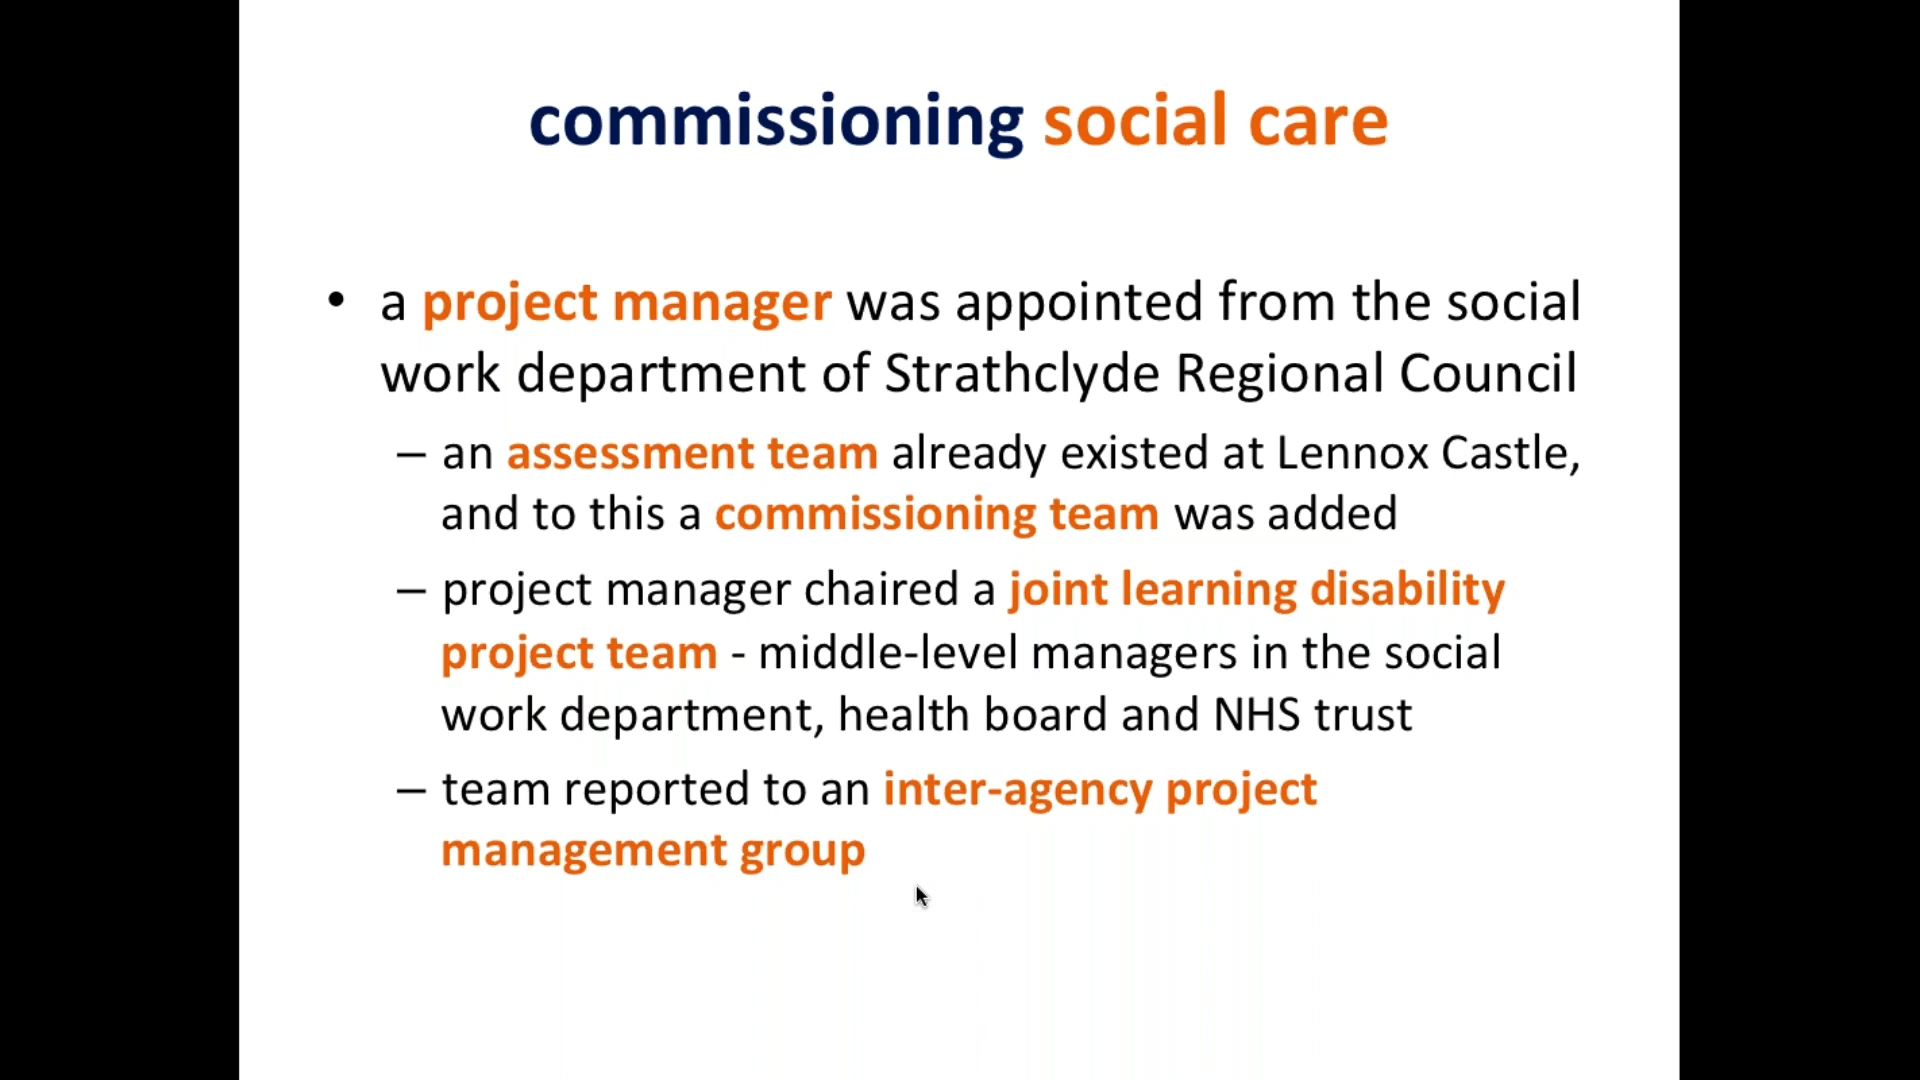 commissioning social care
• a project manager was appointed from the social
work department of Strathclyde Regional Council
– an assessment team already existed at Lennox Castle,
and to this a commissioning team was added
– project manager chaired a joint learning disability
project team - middle-level managers in the social
work department, health board and NHS trust
– team reported to an inter-agency project
management group